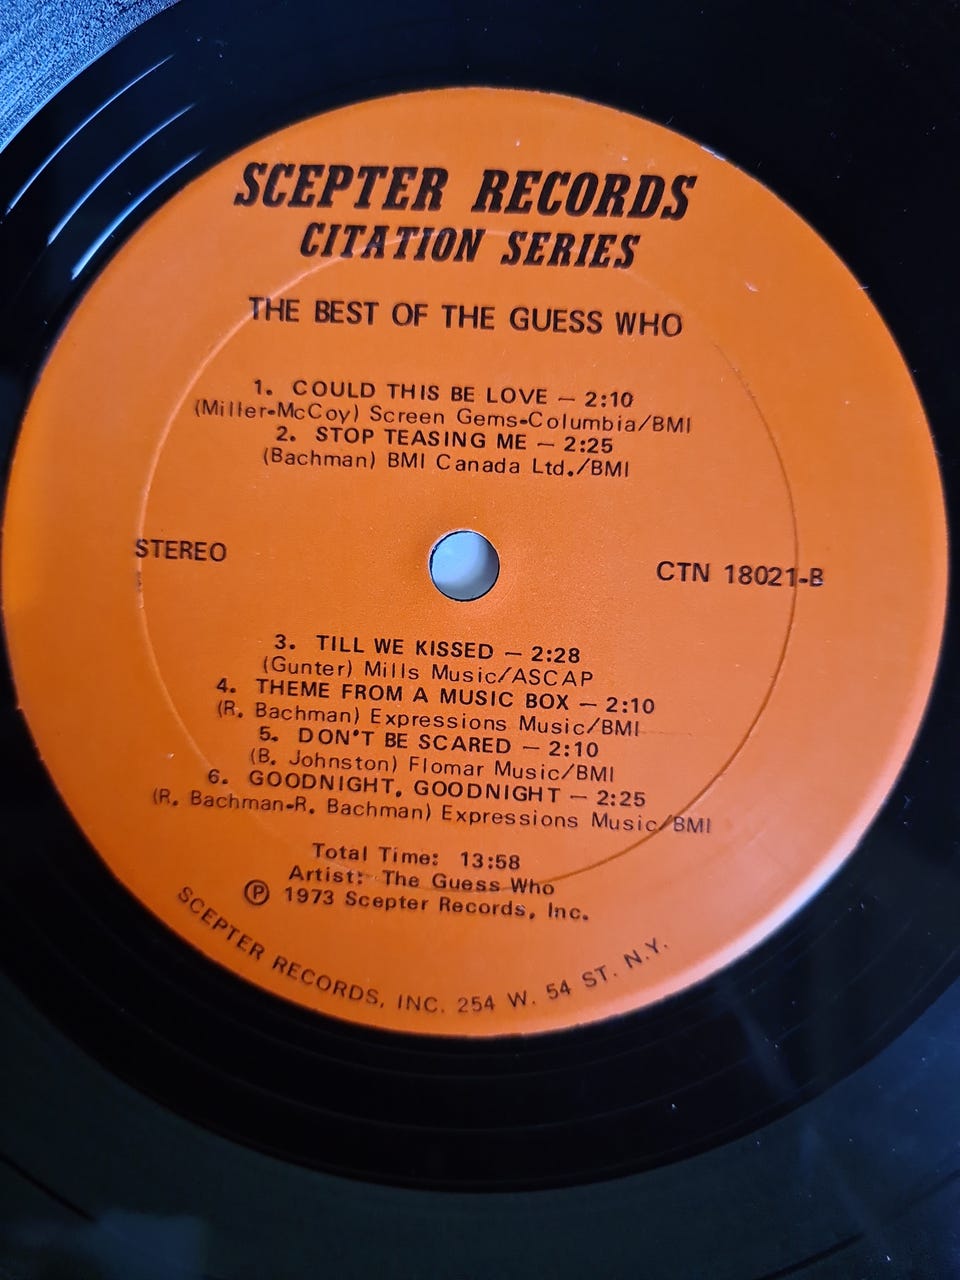 SCEPTER RECORDS
CITATION SERIES
THE BEST OF THE GUESS WHO
1. COULD THIS BE LOVE — 2:10
(Miller-McCoy) Screen Gems-Columbia/BMI
2. STOP TEASING ME — 2:25
(Bachman) BMI Canada Ltd./BMI
STEREO
CTN 18021-B
3. TILL WE KISSED — 2:28
(Gunter) Mills Music/ASCAP
4. THEME FROM A MUSIC BOX — 2:10
(R. Bachman) Expressions Music/BMI
5. DON'T BE SCARED — 2:10
(B. Johnston) Flomar Music/BMI
6. GOODNIGHT, GOODNIGHT — 2:25
(R. Bachman-R. Bachman) Expressions Music/BMI
Total Time: 13:58
Artist: The Guess Who
℗ 1973 Scepter Records, Inc.
SCEPTER RECORDS, INC. 254 W. 54 ST. N.Y.